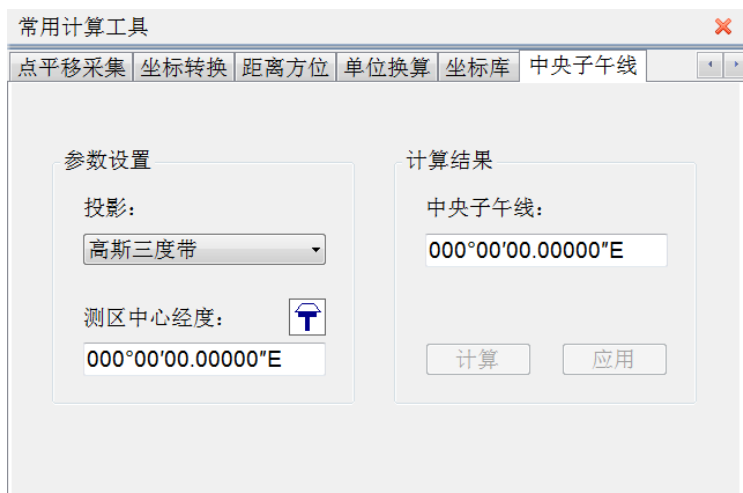 常用计算工具
点平移采集 坐标转换 距离方位 单位换算 坐标库 中央子午线
参数设置
投影：
高斯三度带
测区中心经度：
000°00′00.00000″E
计算结果
中央子午线：
000°00′00.00000″E
计算 应用